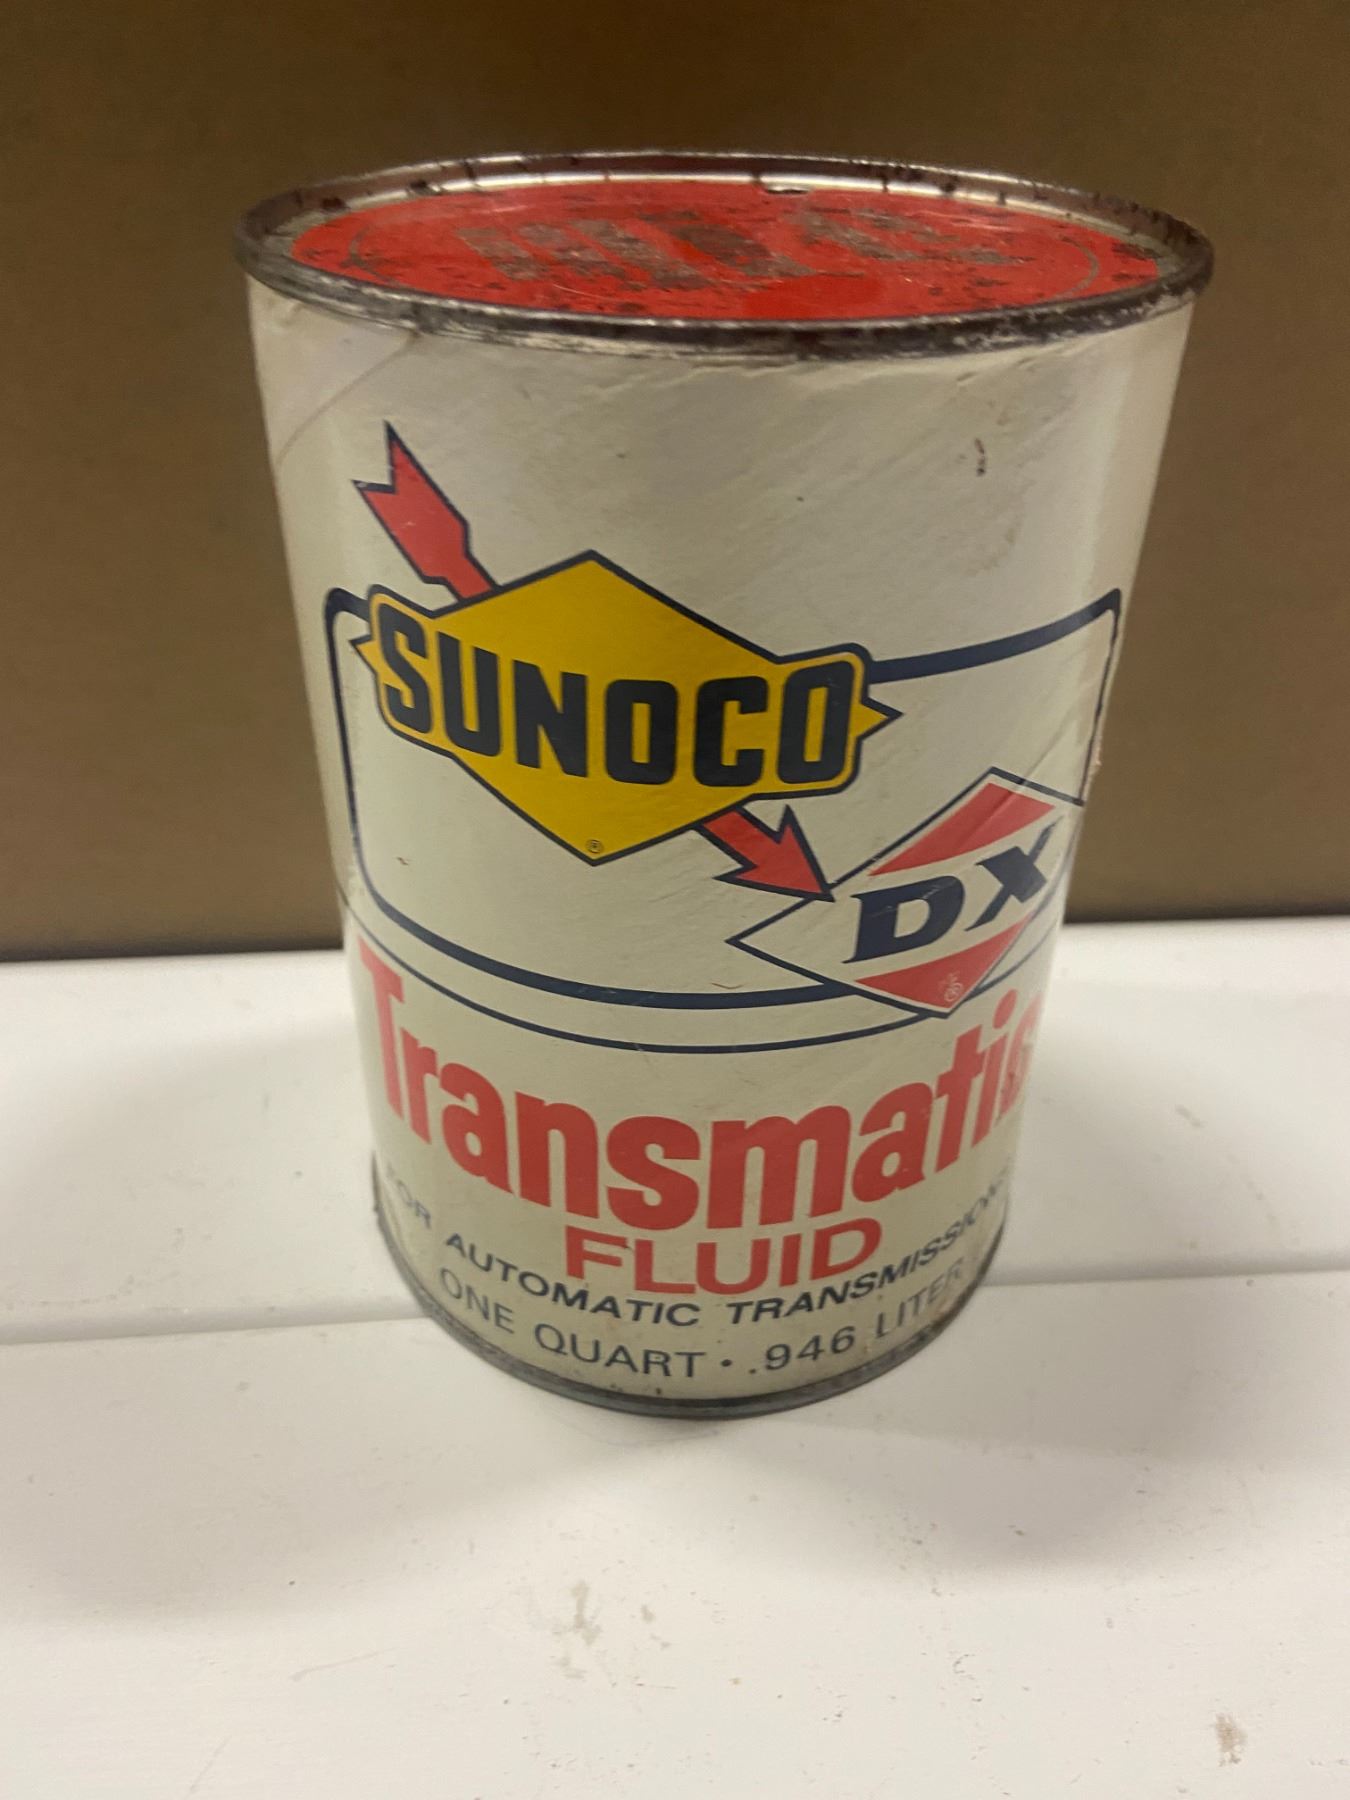 SUNOCO
DX
Transmatic
FLUID
FOR AUTOMATIC TRANSMISSIONS
ONE QUART • .946 LITER